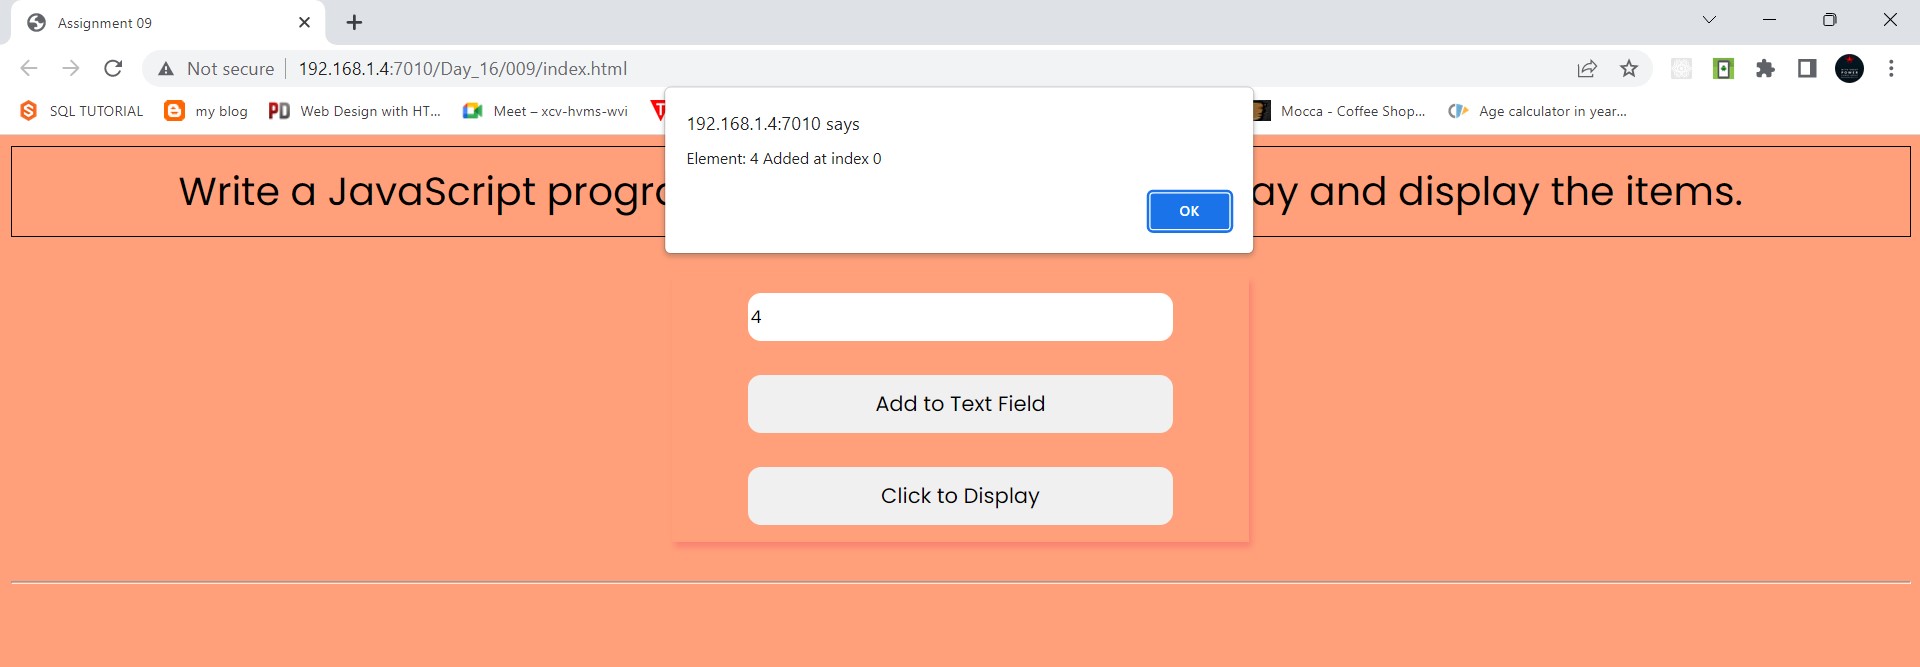 Assignment 09
Not secure 192.168.1.4:7010/Day_16/009/index.html
SQL TUTORIAL my blog PD Web Design with HT... Meet – xcv-hvms-wvi Mocca - Coffee Shop... Age calculator in year...
192.168.1.4:7010 says
Element: 4 Added at index 0
OK
Write a JavaScript progra ay and display the items.
4
Add to Text Field
Click to Display